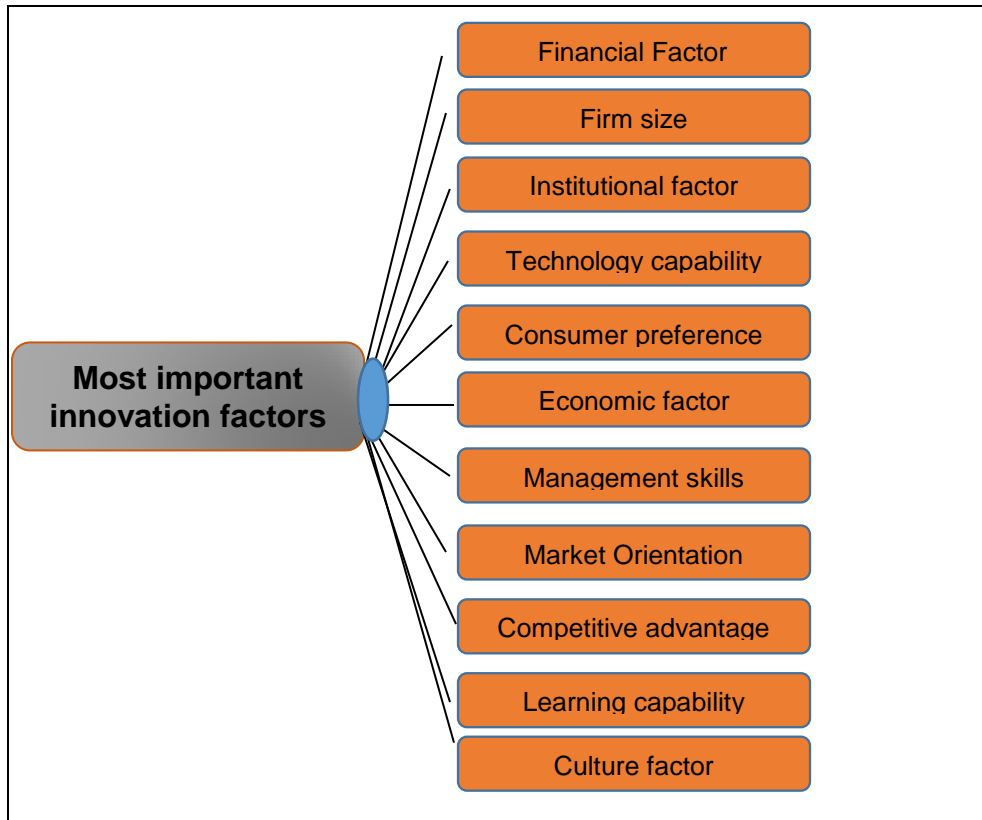 Financial Factor
Firm size
Institutional factor
Technology capability
Consumer preference
Most important
innovation factors
Economic factor
Management skills
Market Orientation
Competitive advantage
Learning capability
Culture factor